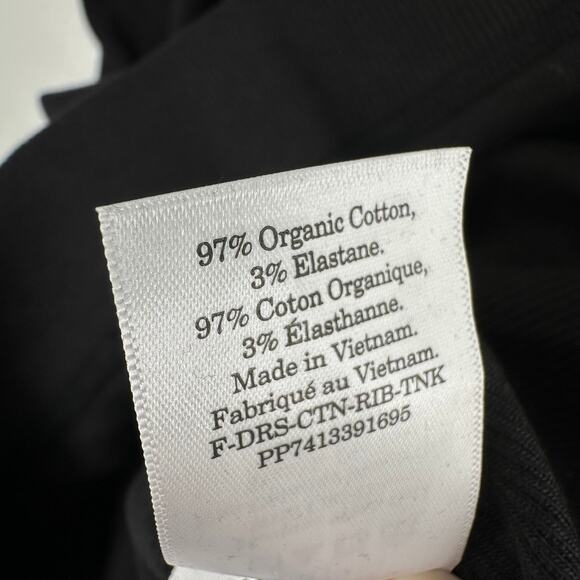 97% Organic Cotton,
3% Elastane.
97% Coton Organique,
3% Élasthanne.
Made in Vietnam.
Fabriqué au Vietnam.
F-DRS-CTN-RIB-TNK
PP7413391695